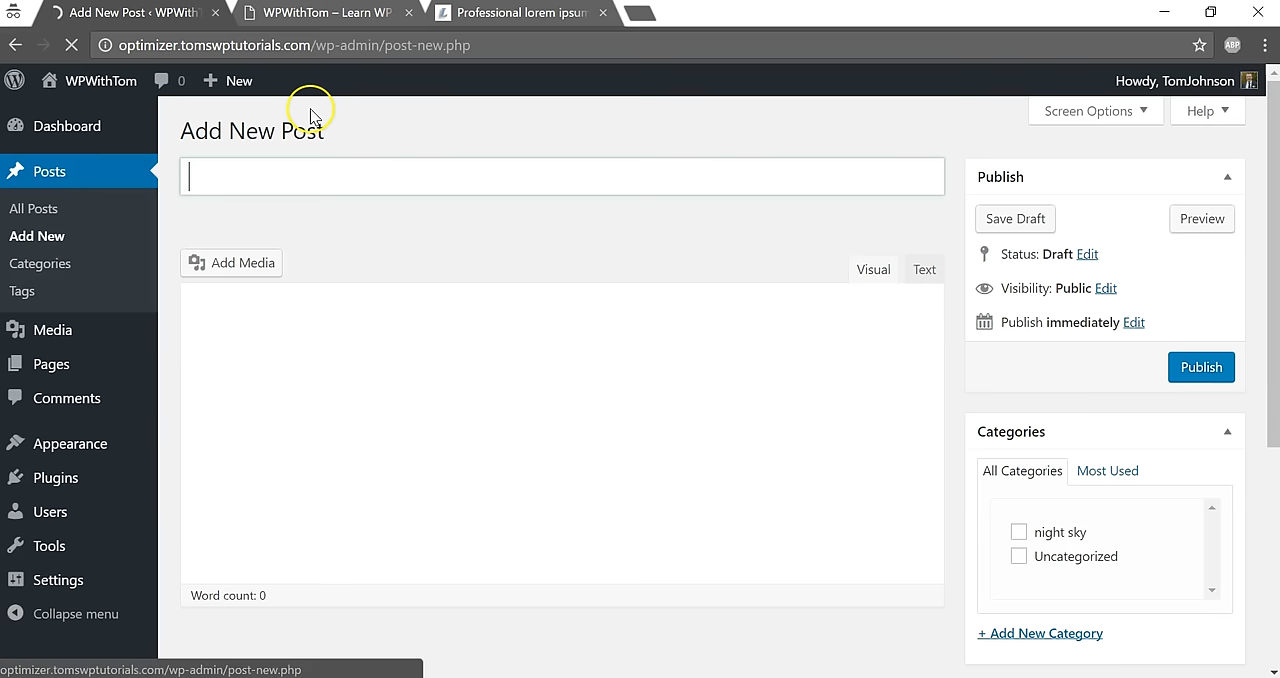 Add New Post ‹ WPWith
WPWithTom – Learn WP
Professional lorem ipsum
optimizer.tomswptutorials.com/wp-admin/post-new.php
ABP
WPWithTom 0 + New
Howdy, TomJohnson
Screen Options
Help
Dashboard
Posts
All Posts
Add New
Categories
Tags
Media
Pages
Comments
Appearance
Plugins
Users
Tools
Settings
Collapse menu
Add New Post
Add Media
Visual Text
Word count: 0
Publish
Save Draft Preview
Status: Draft Edit
Visibility: Public Edit
Publish immediately Edit
Publish
Categories
All Categories Most Used
night sky
Uncategorized
+ Add New Category
optimizer.tomswptutorials.com/wp-admin/post-new.php